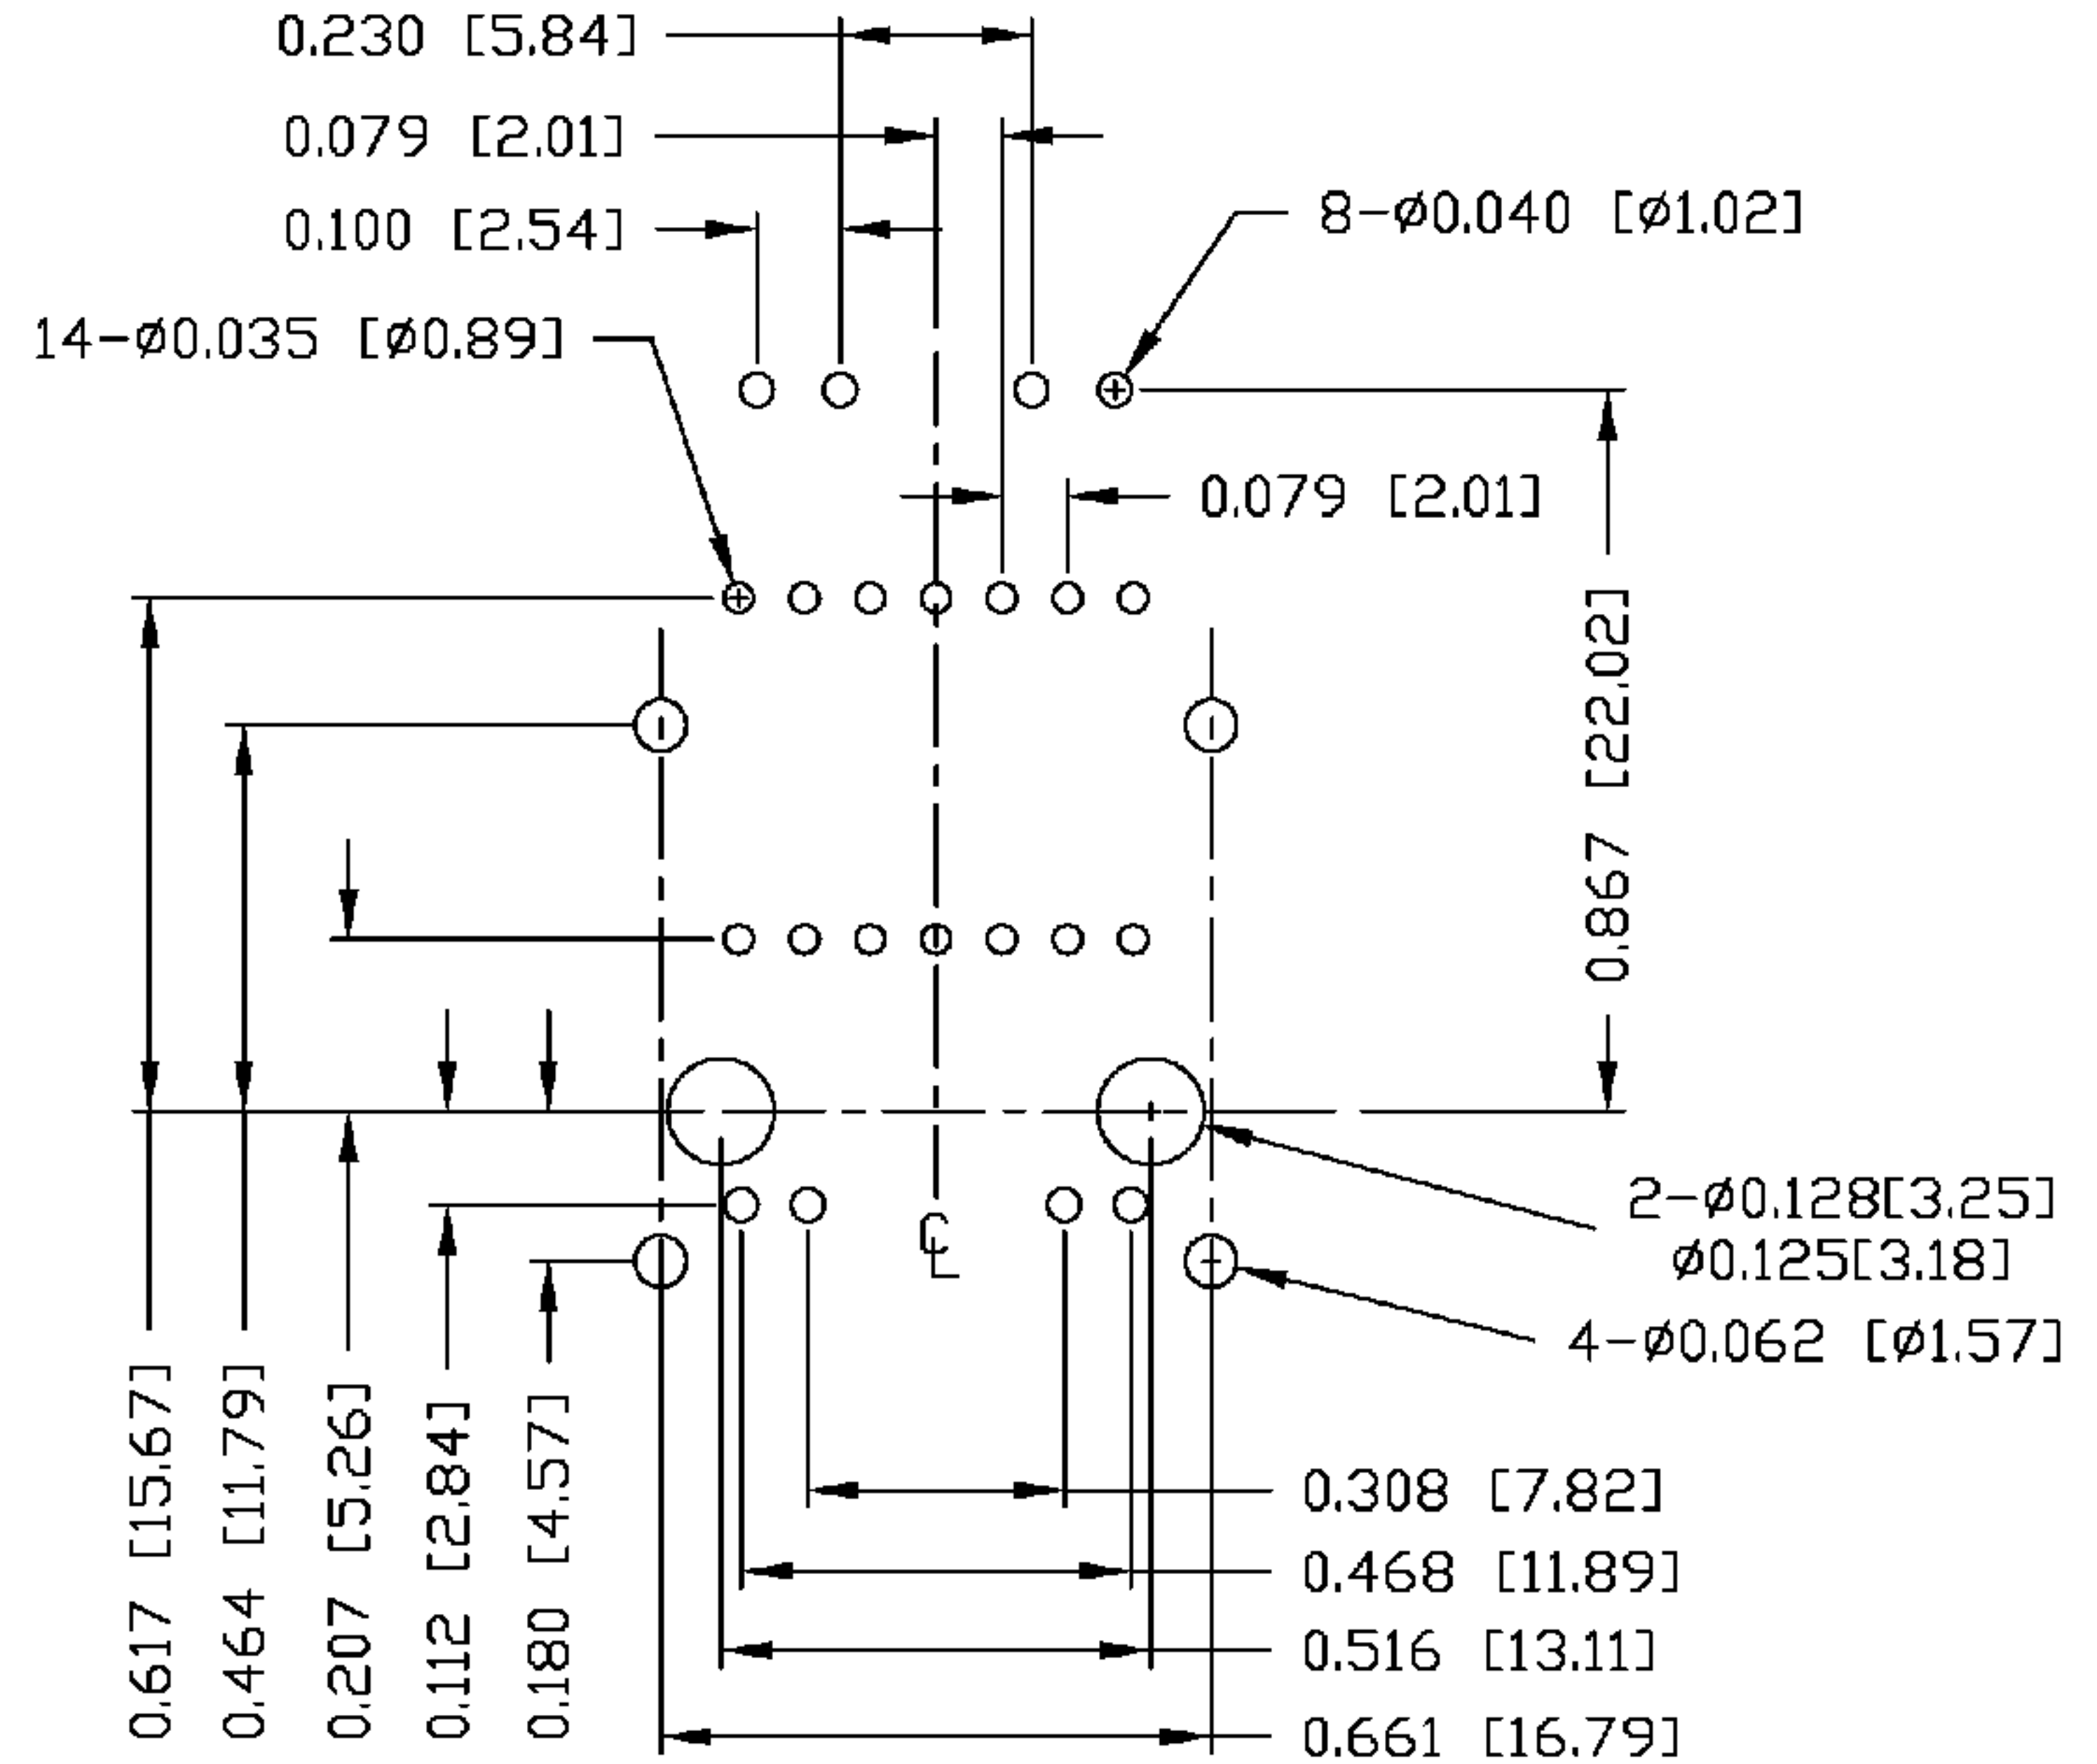 0.230 [5.84]
0.079 [2.01]
0.100 [2.54]
8-ø0.040 [ø1.02]
14-ø0.035 [ø0.89]
0.079 [2.01]
0.867 [22.02]
2-ø0.128[3.25]
ø0.125[3.18]
4-ø0.062 [ø1.57]
CL
0.617 [15.67]
0.464 [11.79]
0.207 [5.26]
0.112 [2.84]
0.180 [4.57]
0.308 [7.82]
0.468 [11.89]
0.516 [13.11]
0.661 [16.79]